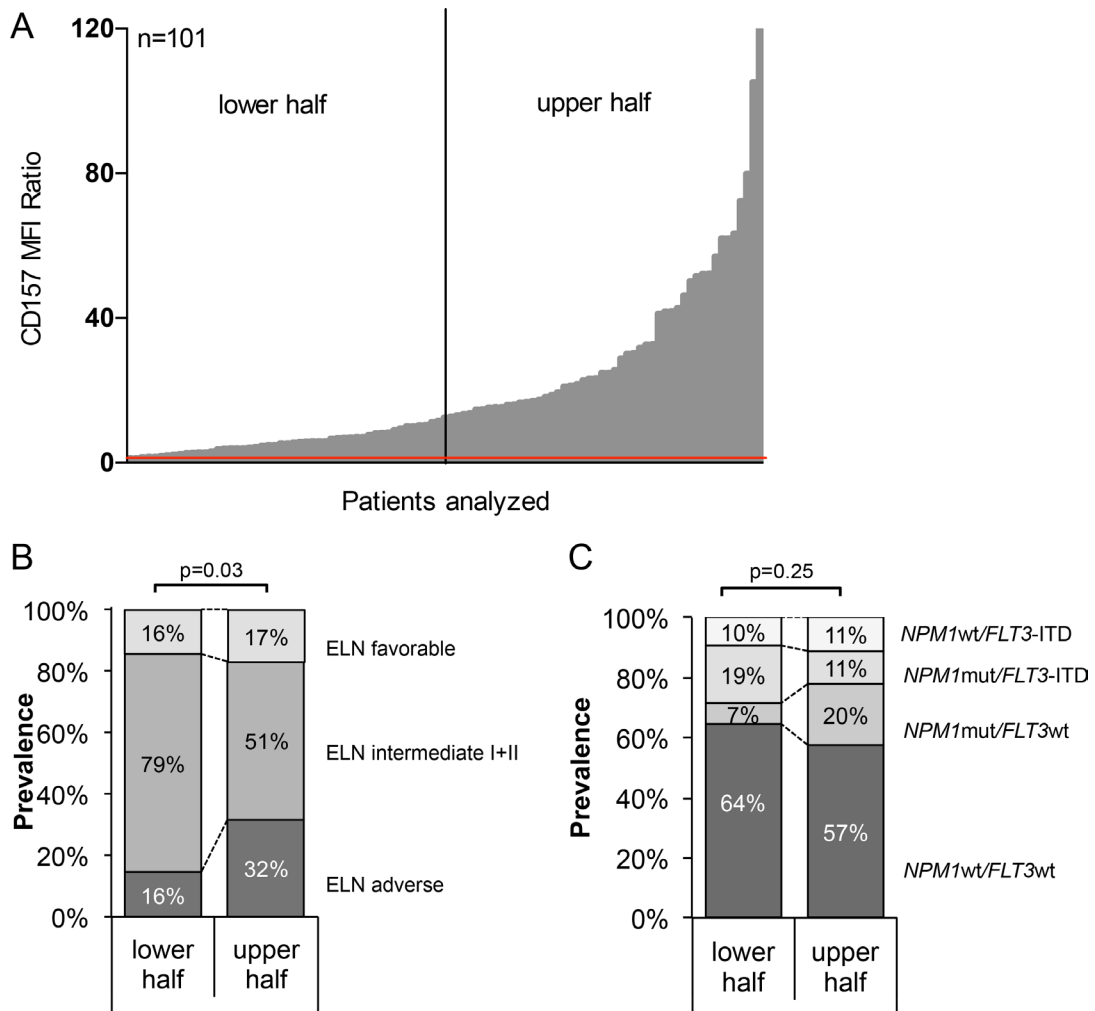 A
n=101
lower half
upper half
CD157 MFI Ratio
120
80
40
0
Patients analyzed
B
p=0.03
Prevalence
100%
80%
60%
40%
20%
0%
16%
79%
16%
17%
51%
32%
ELN favorable
ELN intermediate I+II
ELN adverse
lower
half
upper
half
C
p=0.25
Prevalence
100%
80%
60%
40%
20%
0%
10%
19%
7%
64%
11%
11%
20%
57%
NPM1wt/FLT3-ITD
NPM1mut/FLT3-ITD
NPM1mut/FLT3wt
NPM1wt/FLT3wt
lower
half
upper
half